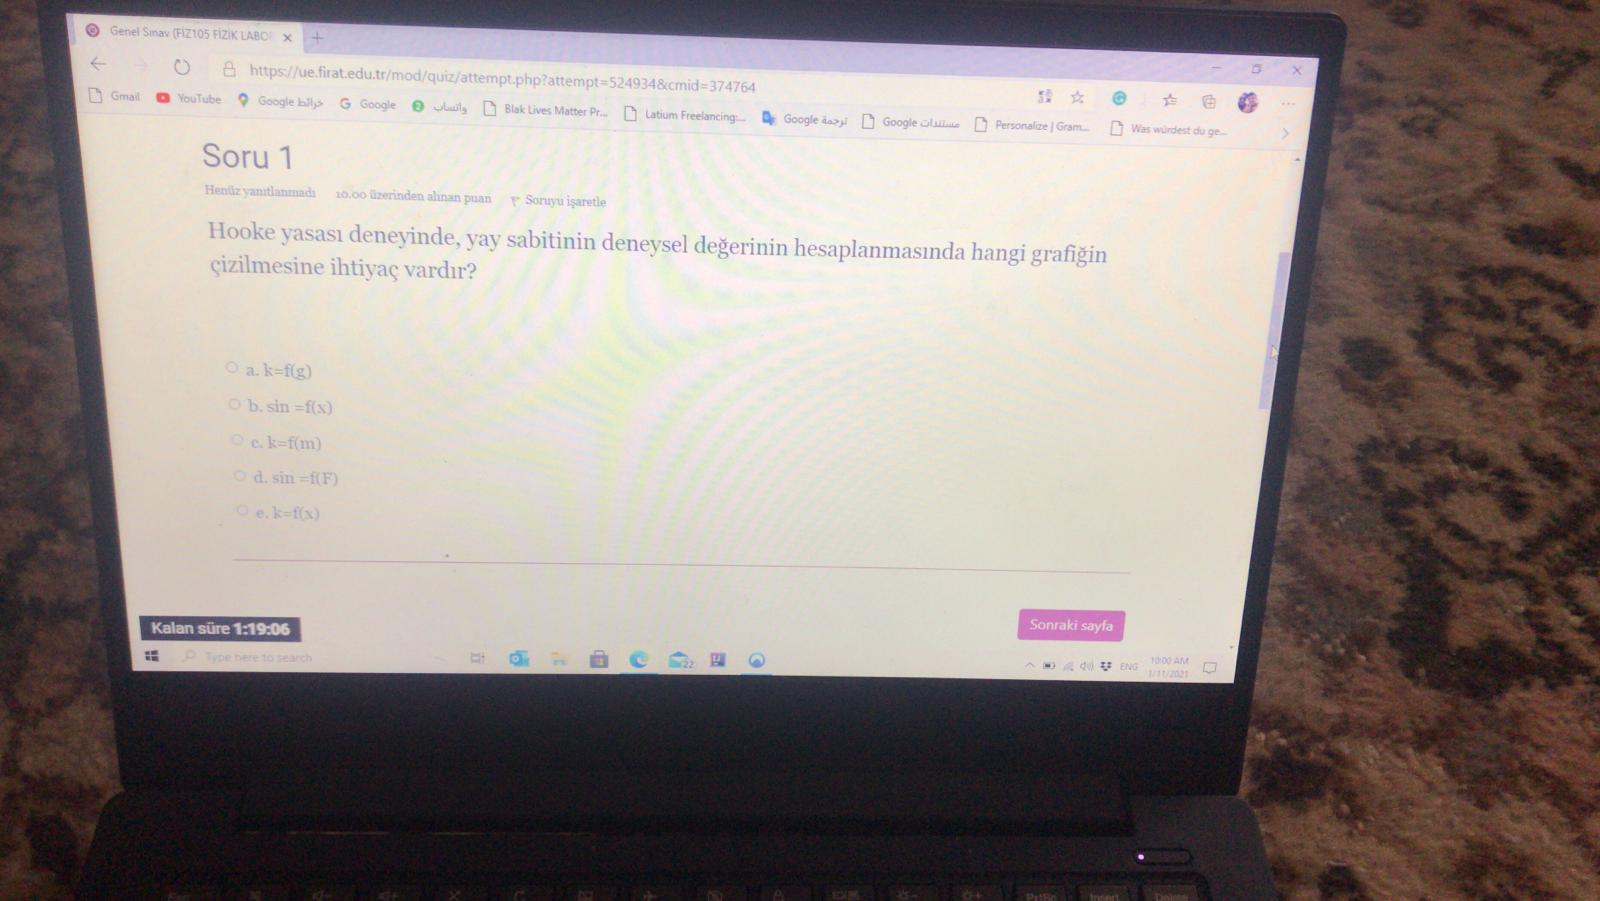 Genel Sınav (FİZ105 FİZİK LABO
https://ue.firat.edu.tr/mod/quiz/attempt.php?attempt=524934&cmid=374764
Gmail YouTube Google خرائط Google واتساب Blak Lives Matter Pr... Latium Freelancing:... Google ترجمة Google مستندات Personalize | Gram... Was würdest du ge...
Soru 1
Henüz yanıtlanmadı 10.00 üzerinden alınan puan Soruyu işaretle
Hooke yasası deneyinde, yay sabitinin deneysel değerinin hesaplanmasında hangi grafiğin
çizilmesine ihtiyaç vardır?
a. k=f(g)
b. sin =f(x)
c. k=f(m)
d. sin =f(F)
e. k=f(x)
Kalan süre 1:19:06
Sonraki sayfa
Type here to search
22
ENG
10:00 AM
1/11/2021
PrtSc Insert Delete